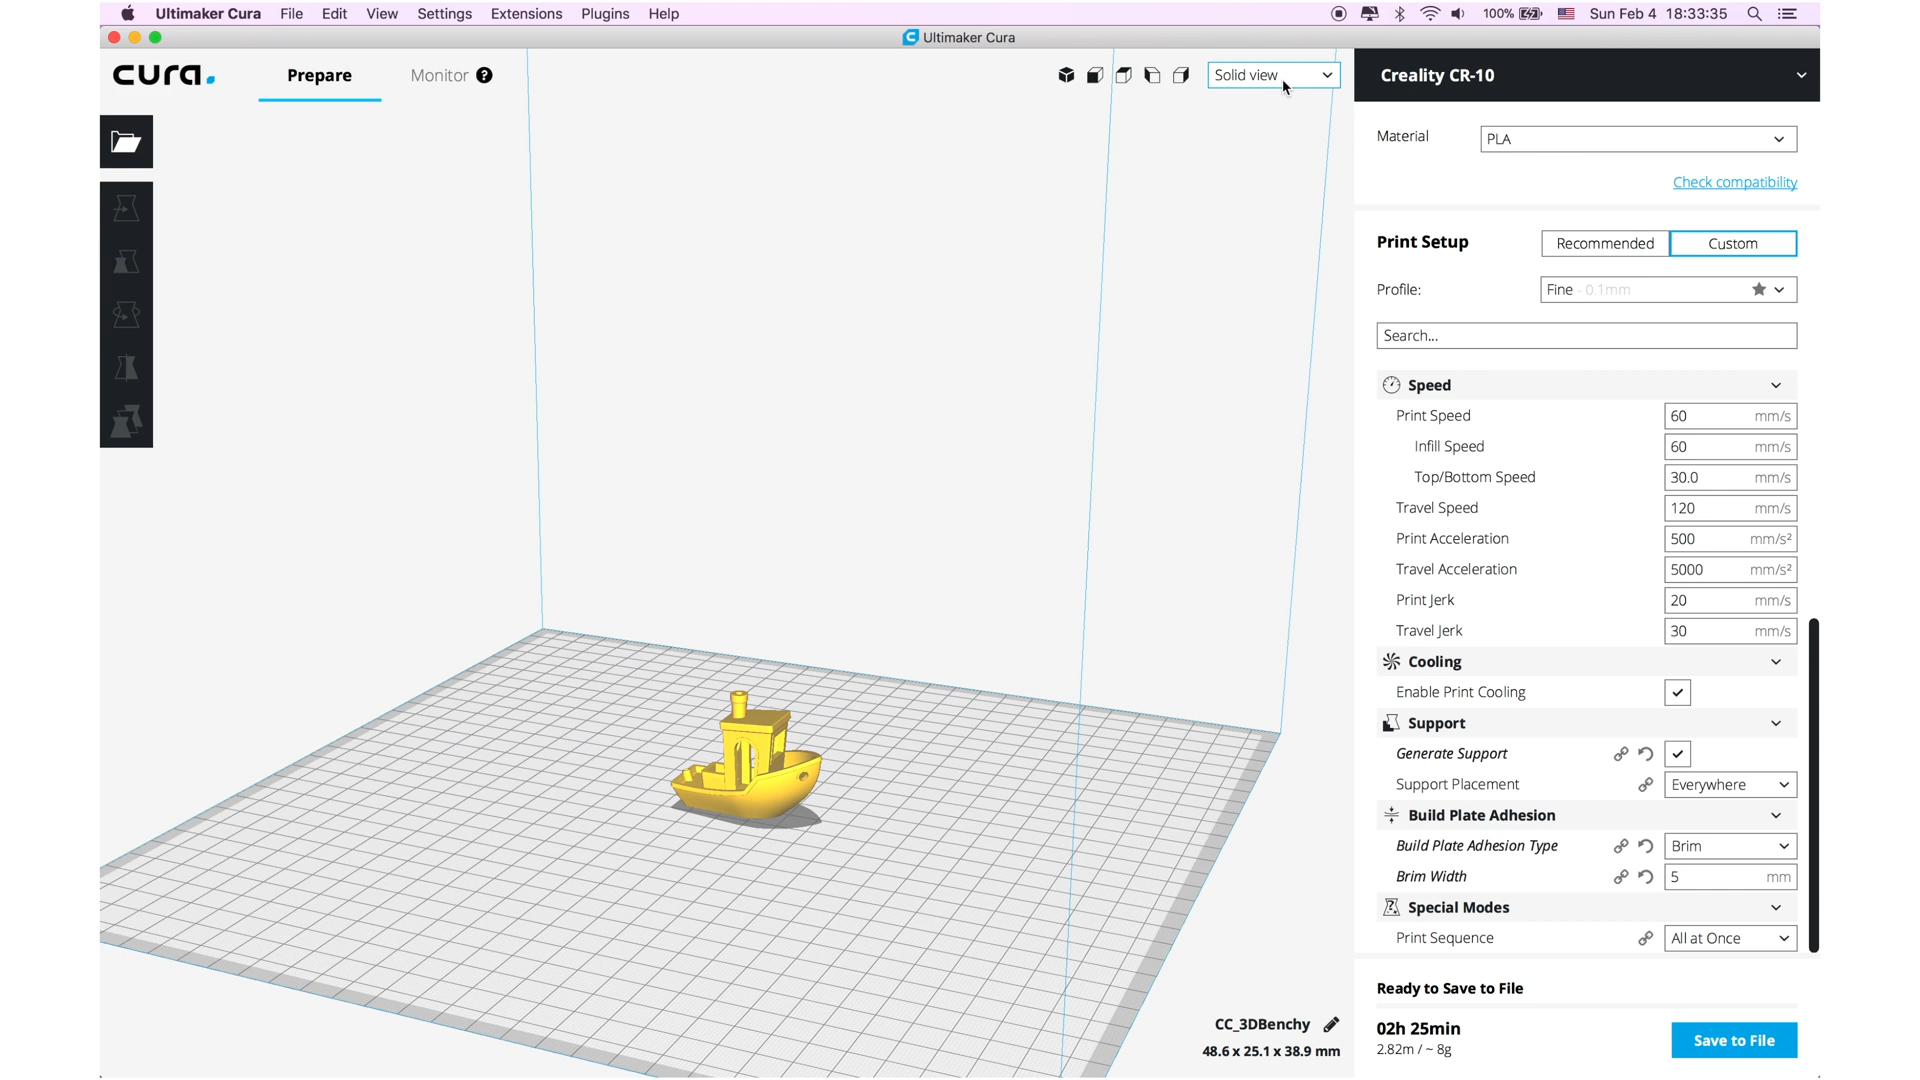 Ultimaker Cura File Edit View Settings Extensions Plugins Help 100% Sun Feb 4 18:33:35
Ultimaker Cura
cura. Prepare Monitor ? Solid view Creality CR-10
Material PLA
Check compatibility
Print Setup Recommended Custom
Profile: Fine - 0.1mm
Search...
Speed
Print Speed 60 mm/s
Infill Speed 60 mm/s
Top/Bottom Speed 30.0 mm/s
Travel Speed 120 mm/s
Print Acceleration 500 mm/s²
Travel Acceleration 5000 mm/s²
Print Jerk 20 mm/s
Travel Jerk 30 mm/s
Cooling
Enable Print Cooling
Support
Generate Support
Support Placement Everywhere
Build Plate Adhesion
Build Plate Adhesion Type Brim
Brim Width 5 mm
Special Modes
Print Sequence All at Once
Ready to Save to File
CC_3DBenchy
48.6 x 25.1 x 38.9 mm
02h 25min
2.82m / ~ 8g
Save to File